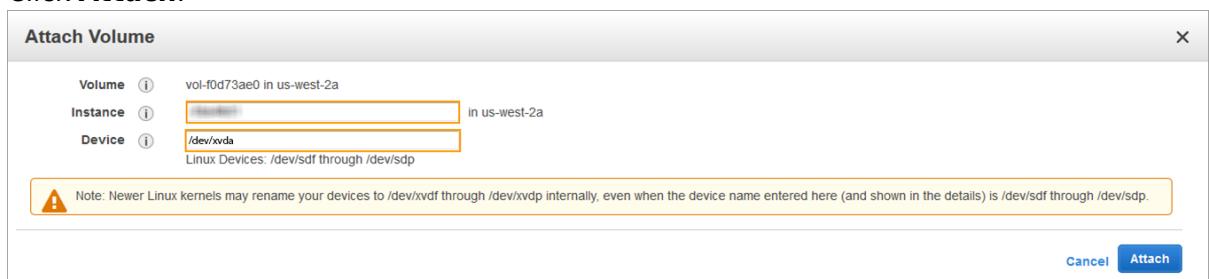 Click Attach.
Attach Volume ×
Volume i vol-f0d73ae0 in us-west-2a
Instance i in us-west-2a
Device i /dev/xvda
Linux Devices: /dev/sdf through /dev/sdp
Note: Newer Linux kernels may rename your devices to /dev/xvdf through /dev/xvdp internally, even when the device name entered here (and shown in the details) is /dev/sdf through /dev/sdp.
Cancel Attach